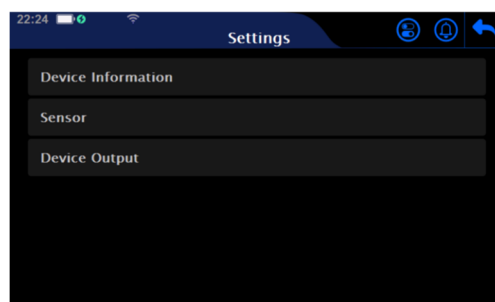 22:24
Settings
Device Information
Sensor
Device Output